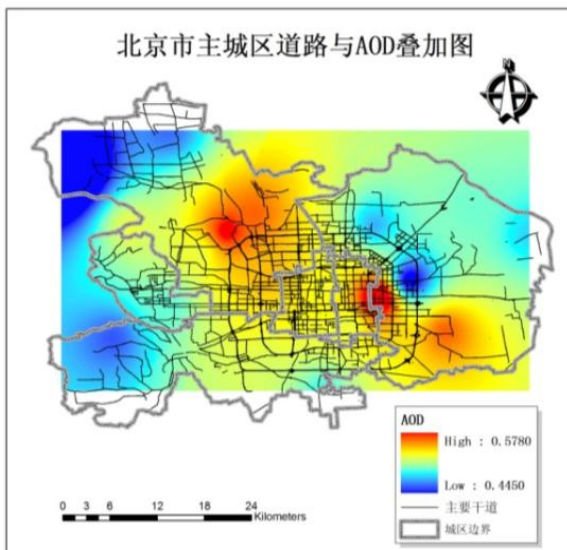 北京市主城区道路与AOD叠加图
N
AOD
High : 0.5780
Low : 0.4450
主要干道
城区边界
0 3 6 12 18 24
Kilometers